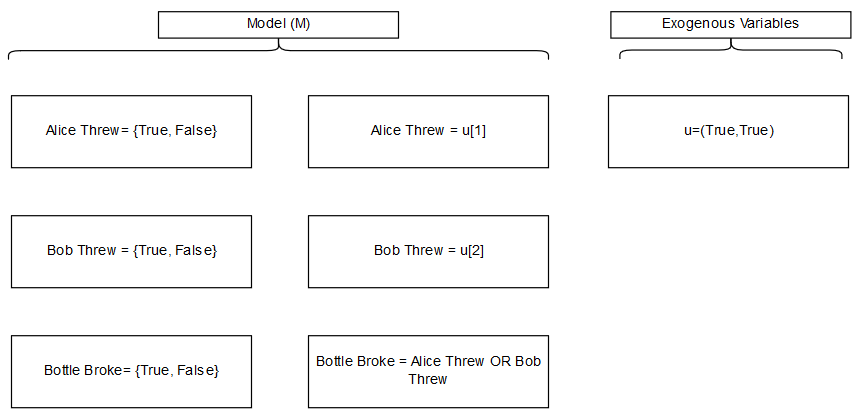 Model (M)
Exogenous Variables
Alice Threw= {True, False}
Alice Threw = u[1]
u=(True,True)
Bob Threw = {True, False}
Bob Threw = u[2]
Bottle Broke= {True, False}
Bottle Broke = Alice Threw OR Bob
Threw